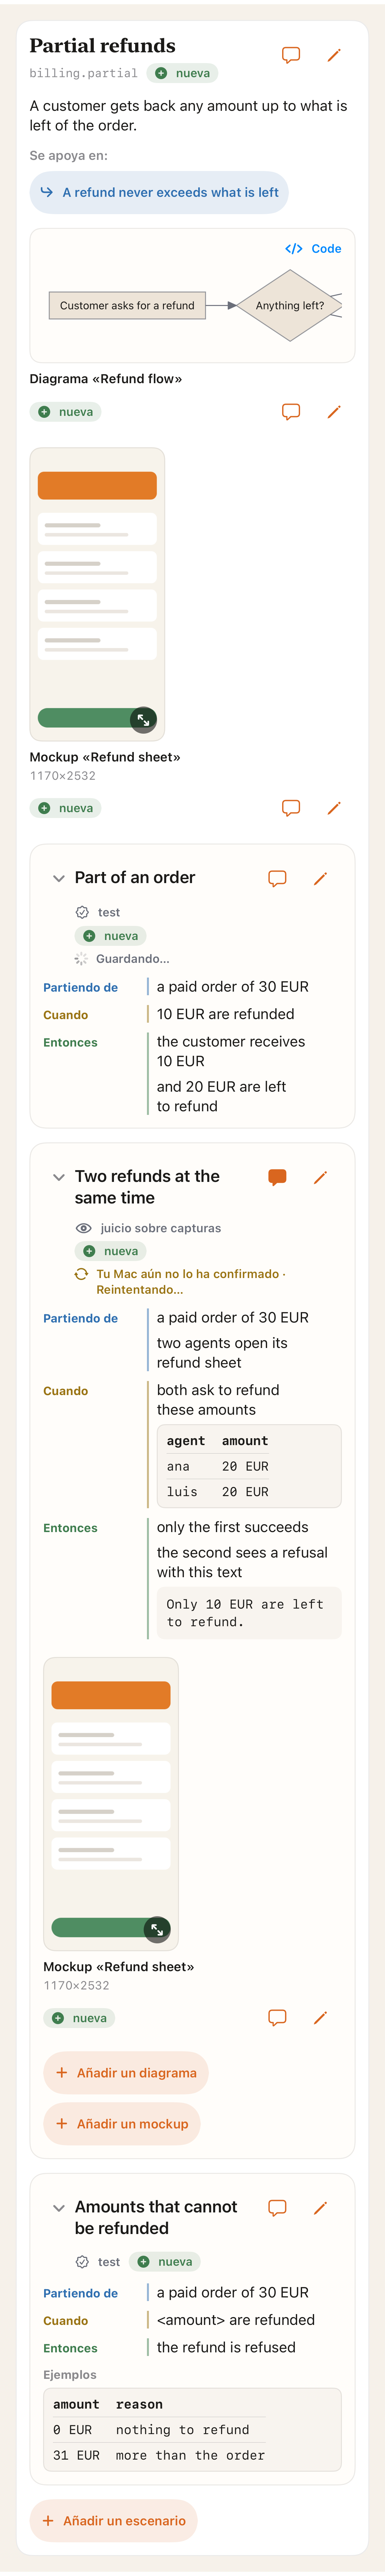 Partial refunds
billing.partial nueva
A customer gets back any amount up to what is
left of the order.
Se apoya en:
A refund never exceeds what is left
</> Code
Customer asks for a refund
Anything left?
Diagrama «Refund flow»
nueva
Mockup «Refund sheet»
1170×2532
nueva
Part of an order
test
nueva
Guardando...
Partiendo de a paid order of 30 EUR
Cuando 10 EUR are refunded
Entonces the customer receives
10 EUR
and 20 EUR are left
to refund
Two refunds at the
same time
juicio sobre capturas
nueva
Tu Mac aún no lo ha confirmado ·
Reintentando...
Partiendo de a paid order of 30 EUR
two agents open its
refund sheet
Cuando both ask to refund
these amounts
agent amount
ana 20 EUR
luis 20 EUR
Entonces only the first succeeds
the second sees a refusal
with this text
Only 10 EUR are left
to refund.
Mockup «Refund sheet»
1170×2532
nueva
+ Añadir un diagrama
+ Añadir un mockup
Amounts that cannot
be refunded
test nueva
Partiendo de a paid order of 30 EUR
Cuando <amount> are refunded
Entonces the refund is refused
Ejemplos
amount reason
0 EUR nothing to refund
31 EUR more than the order
+ Añadir un escenario